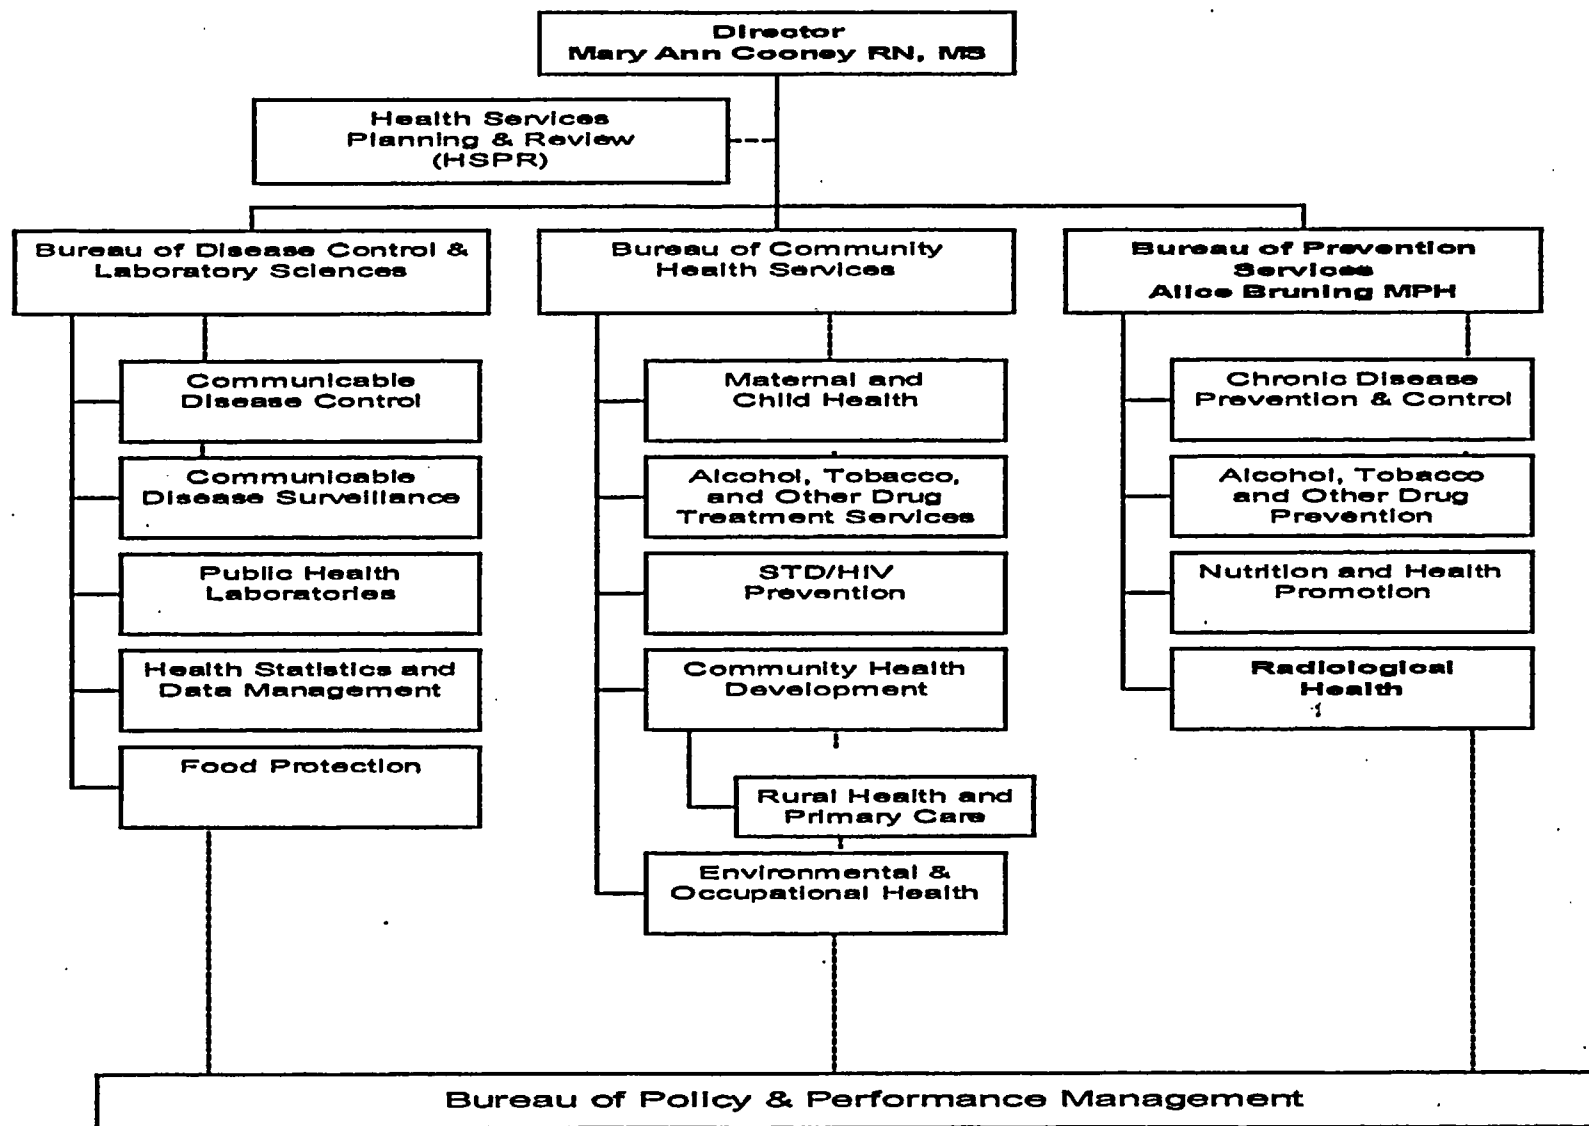 Director
Mary Ann Cooney RN, MS
Health Services
Planning & Review
(HSPR)
Bureau of Disease Control &
Laboratory Sciences
Communicable
Disease Control
Communicable
Disease Surveillance
Public Health
Laboratories
Health Statistics and
Data Management
Food Protection
Bureau of Community
Health Services
Maternal and
Child Health
Alcohol, Tobacco,
and Other Drug
Treatment Services
STD/HIV
Prevention
Community Health
Development
Rural Health and
Primary Care
Environmental &
Occupational Health
Bureau of Prevention
Services
Alice Bruning MPH
Chronic Disease
Prevention & Control
Alcohol, Tobacco
and Other Drug
Prevention
Nutrition and Health
Promotion
Radiological
Health
Bureau of Policy & Performance Management